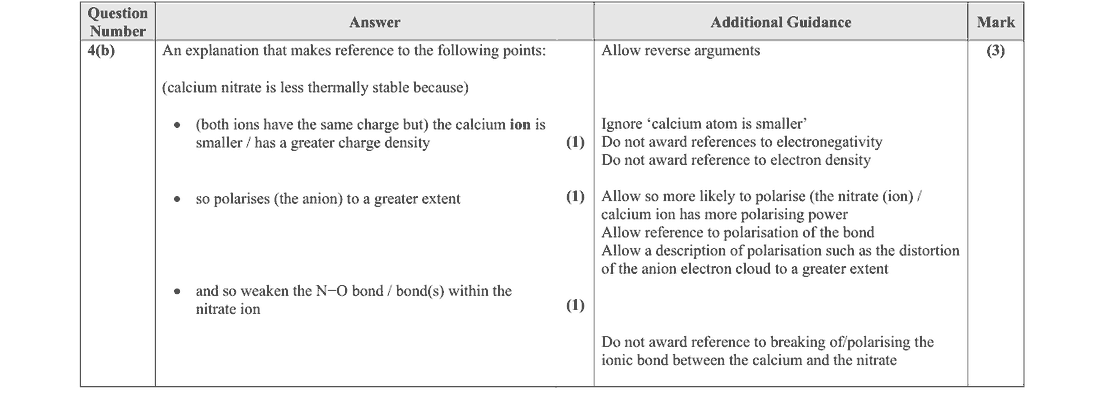 Question Number Answer Additional Guidance Mark
4(b) An explanation that makes reference to the following points: Allow reverse arguments (3)
(calcium nitrate is less thermally stable because)
• (both ions have the same charge but) the calcium ion is Ignore ‘calcium atom is smaller’
smaller / has a greater charge density (1) Do not award references to electronegativity
Do not award reference to electron density
• so polarises (the anion) to a greater extent (1) Allow so more likely to polarise (the nitrate (ion) /
calcium ion has more polarising power
Allow reference to polarisation of the bond
Allow a description of polarisation such as the distortion
of the anion electron cloud to a greater extent
• and so weaken the N−O bond / bond(s) within the
nitrate ion (1)
Do not award reference to breaking of/polarising the
ionic bond between the calcium and the nitrate